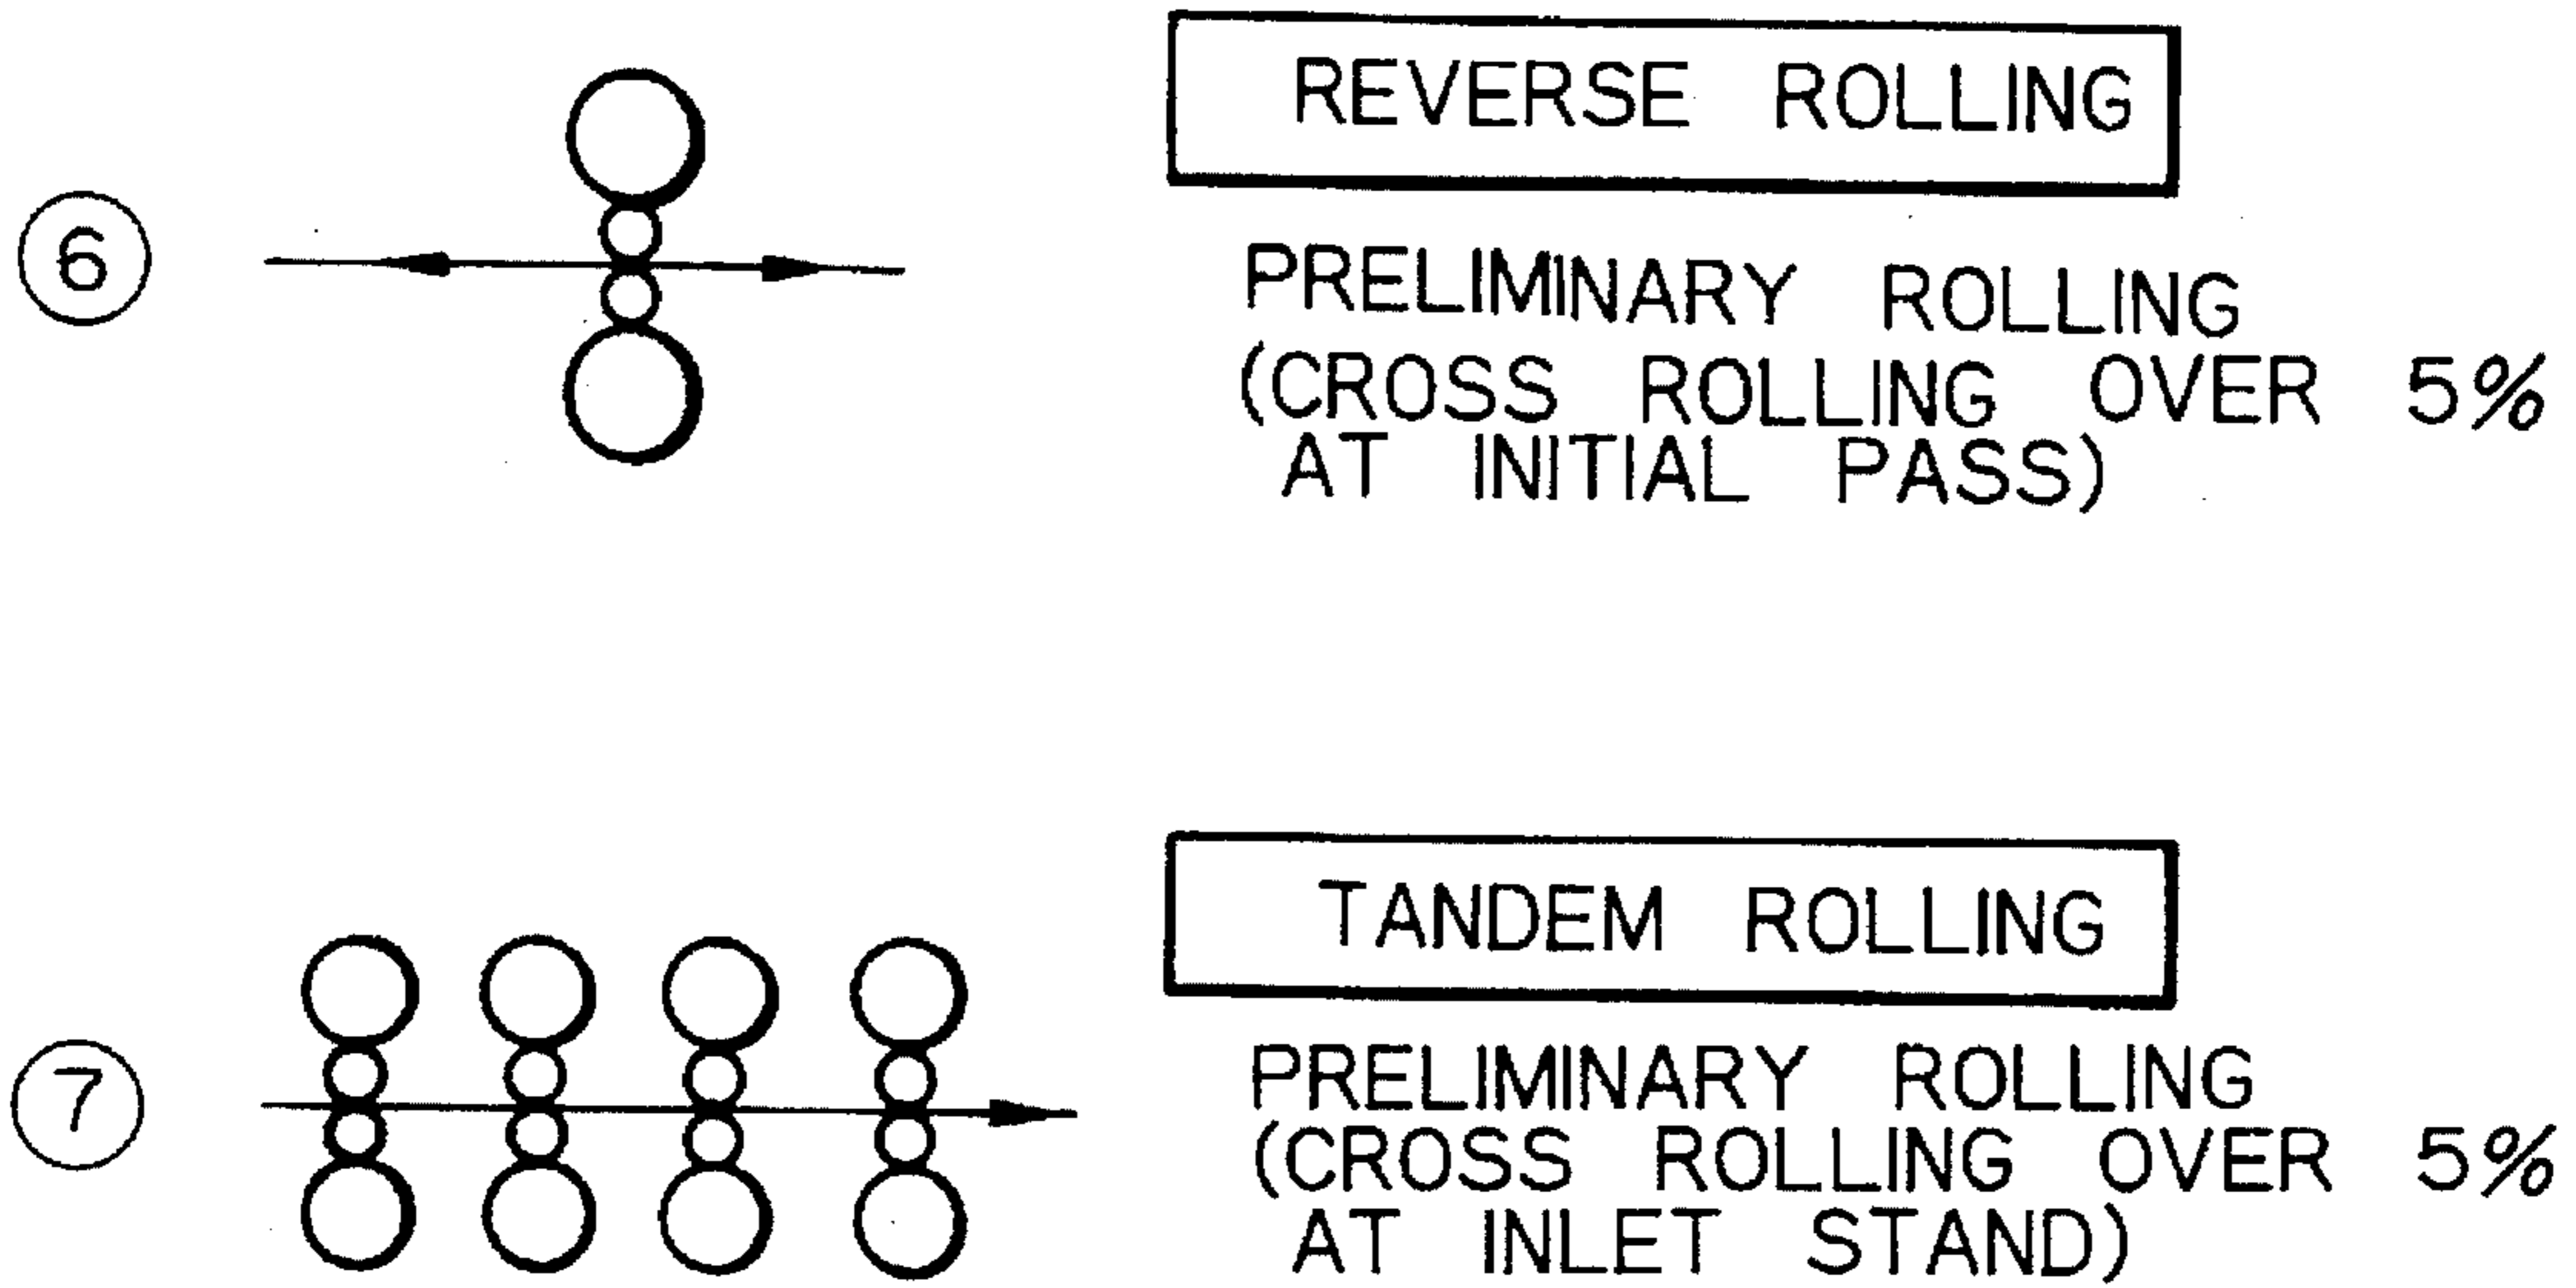 6
REVERSE ROLLING
PRELIMINARY ROLLING
(CROSS ROLLING OVER 5%
AT INITIAL PASS)
7
TANDEM ROLLING
PRELIMINARY ROLLING
(CROSS ROLLING OVER 5%
AT INLET STAND)